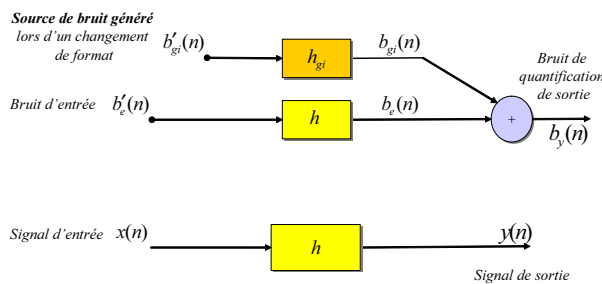 Source de bruit généré
lors d'un changement
de format
b'gi(n)
hgi
bgi(n)
Bruit de
quantification
de sortie
Bruit d'entrée
b'e(n)
h
be(n)
+
by(n)
Signal d'entrée
x(n)
h
y(n)
Signal de sortie